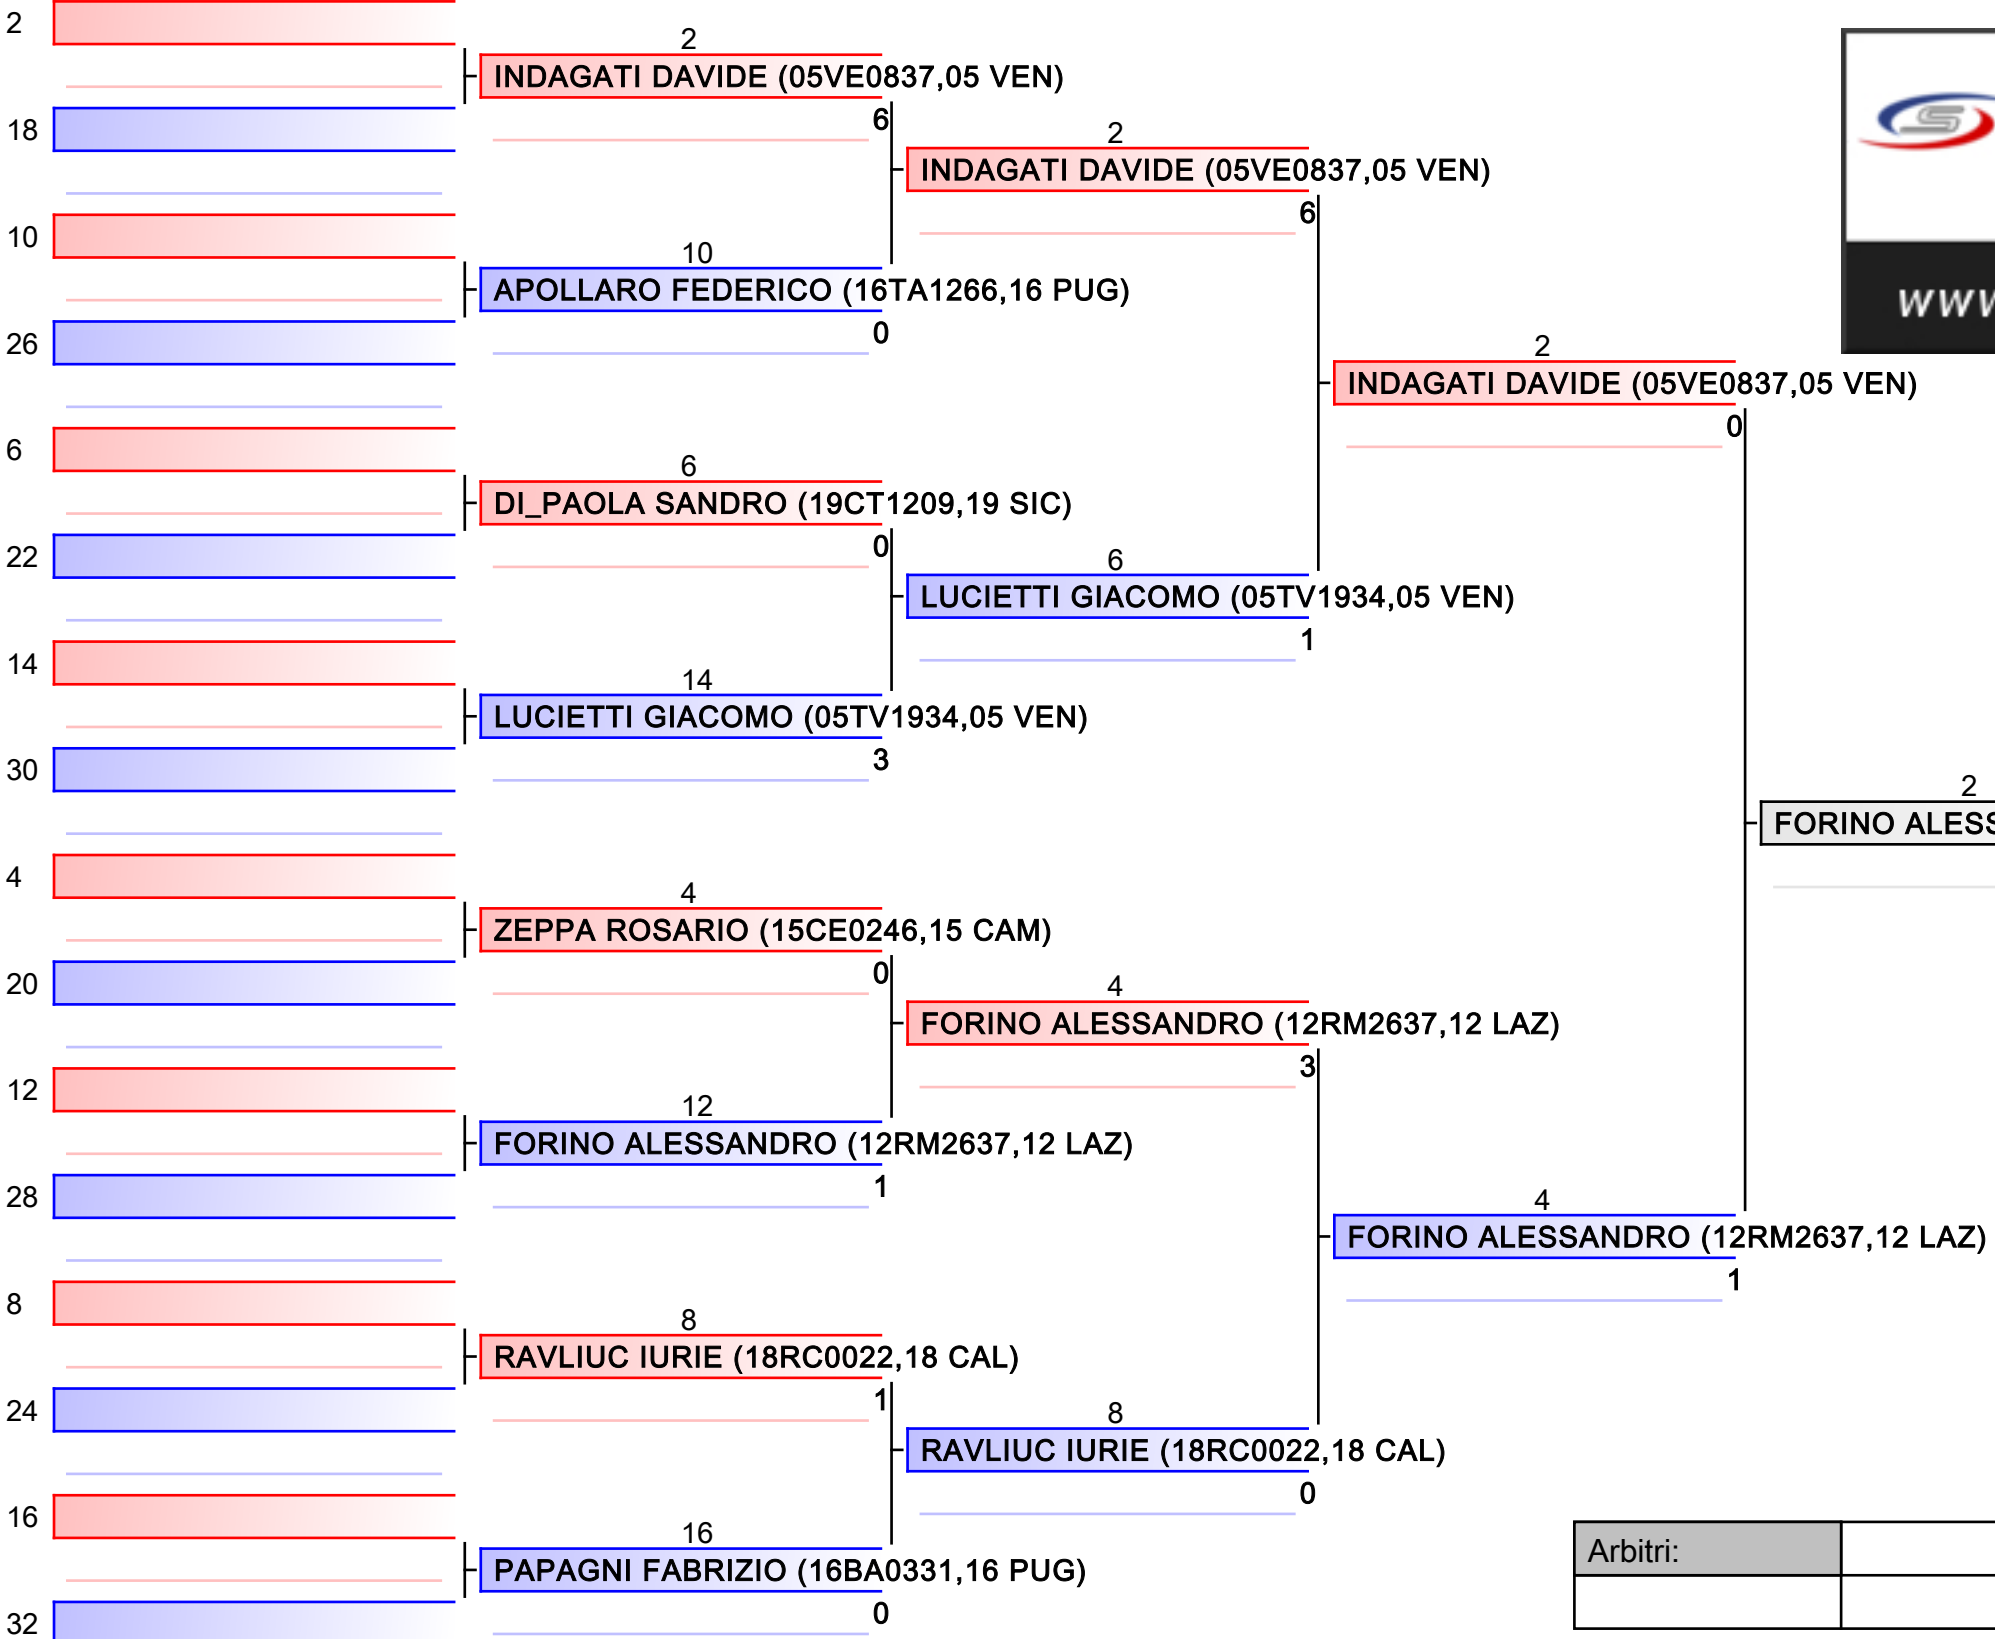 2
2
INDAGATI DAVIDE (05VE0837,05 VEN)
6
18
2
INDAGATI DAVIDE (05VE0837,05 VEN)
6
10
10
APOLLARO FEDERICO (16TA1266,16 PUG)
0
26
2
INDAGATI DAVIDE (05VE0837,05 VEN)
0
6
6
DI_PAOLA SANDRO (19CT1209,19 SIC)
0
22
6
LUCIETTI GIACOMO (05TV1934,05 VEN)
1
14
14
LUCIETTI GIACOMO (05TV1934,05 VEN)
3
30
2
FORINO ALESS
4
4
ZEPPA ROSARIO (15CE0246,15 CAM)
0
20
4
FORINO ALESSANDRO (12RM2637,12 LAZ)
3
12
12
FORINO ALESSANDRO (12RM2637,12 LAZ)
1
28
4
FORINO ALESSANDRO (12RM2637,12 LAZ)
1
8
8
RAVLIUC IURIE (18RC0022,18 CAL)
1
24
8
RAVLIUC IURIE (18RC0022,18 CAL)
0
16
16
PAPAGNI FABRIZIO (16BA0331,16 PUG)
0
32
S
www
Arbitri: